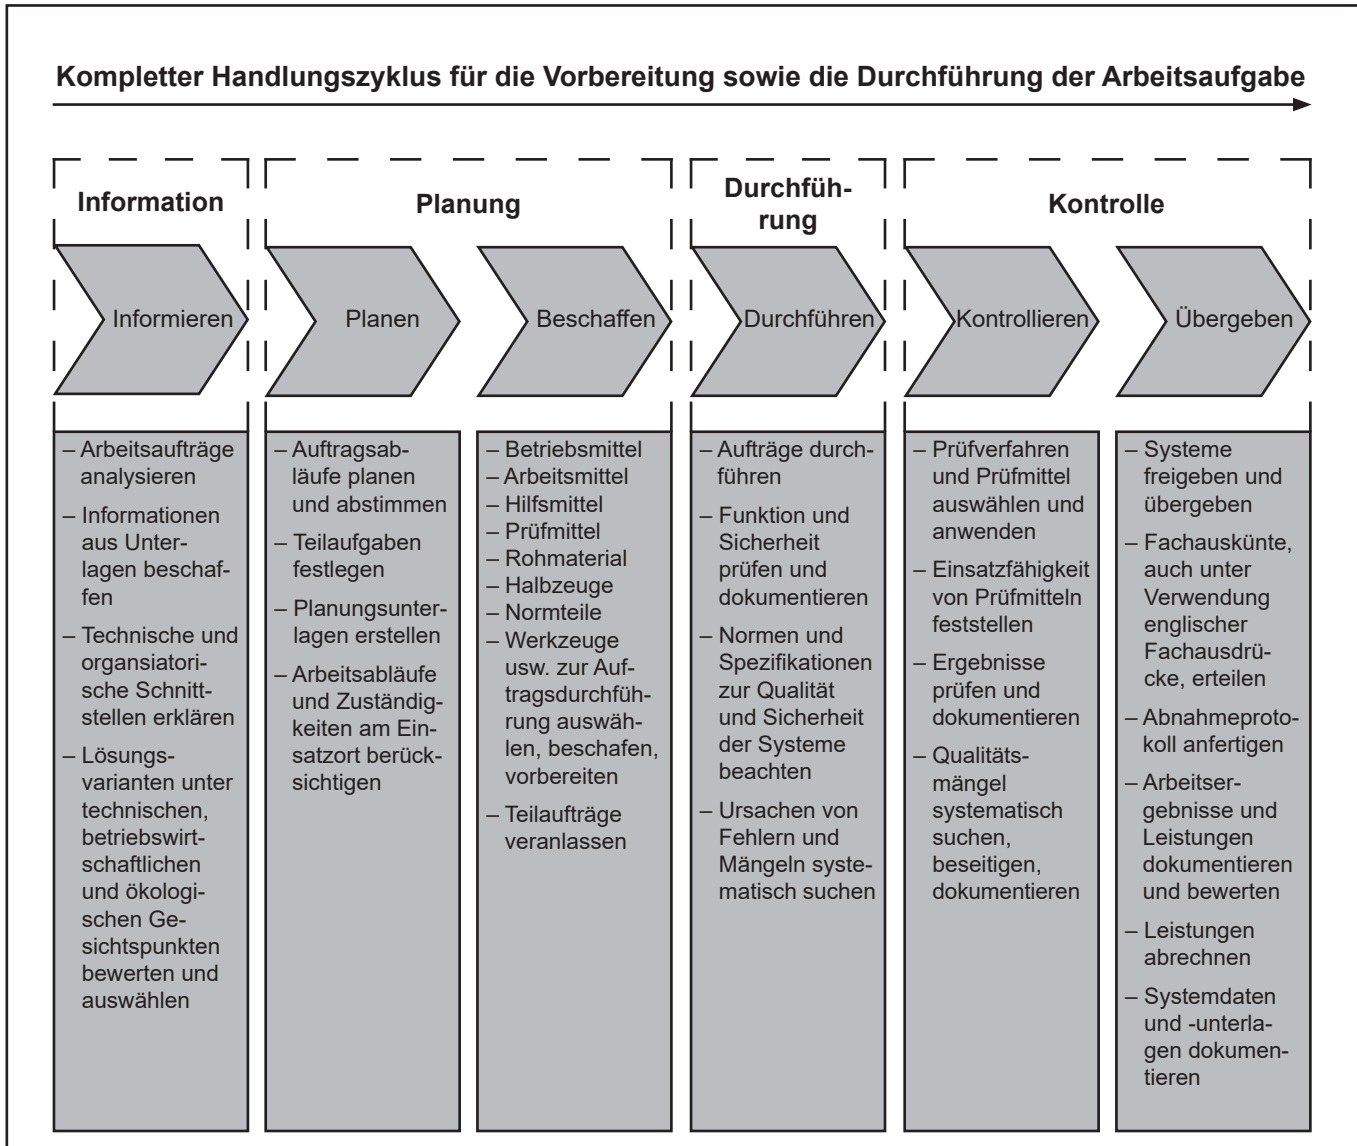 Kompletter Handlungszyklus für die Vorbereitung sowie die Durchführung der Arbeitsaufgabe
Information
Planung
Durchfüh-
rung
Kontrolle
Informieren
Planen
Beschaffen
Durchführen
Kontrollieren
Übergeben
– Arbeitsaufträge
analysieren
– Informationen
aus Unter-
lagen beschaf-
fen
– Technische und
organsiatori-
sche Schnitt-
stellen erklären
– Lösungs-
varianten unter
technischen,
betriebswirt-
schaftlichen
und ökologi-
schen Ge-
sichtspunkten
bewerten und
auswählen
– Auftragsab-
läufe planen
und abstimmen
– Teilaufgaben
festlegen
– Planungsunter-
lagen erstellen
– Arbeitsabläufe
und Zuständig-
keiten am Ein-
satzort berück-
sichtigen
– Betriebsmittel
– Arbeitsmittel
– Hilfsmittel
– Prüfmittel
– Rohmaterial
– Halbzeuge
– Normteile
– Werkzeuge
usw. zur Auf-
tragsdurchfüh-
rung auswäh-
len, beschafen,
vorbereiten
– Teilaufträge
veranlassen
– Aufträge durch-
führen
– Funktion und
Sicherheit
prüfen und
dokumentieren
– Normen und
Spezifikationen
zur Qualität
und Sicherheit
der Systeme
beachten
– Ursachen von
Fehlern und
Mängeln syste-
matisch suchen
– Prüfverfahren
und Prüfmittel
auswählen und
anwenden
– Einsatzfähigkeit
von Prüfmitteln
feststellen
– Ergebnisse
prüfen und
dokumentieren
– Qualitäts-
mängel
systematisch
suchen,
beseitigen,
dokumentieren
– Systeme
freigeben und
übergeben
– Fachauskünte,
auch unter
Verwendung
englischer
Fachausdrü-
cke, erteilen
– Abnahmeproto-
koll anfertigen
– Arbeitser-
gebnisse und
Leistungen
dokumentieren
und bewerten
– Leistungen
abrechnen
– Systemdaten
und -unterla-
gen dokumen-
tieren